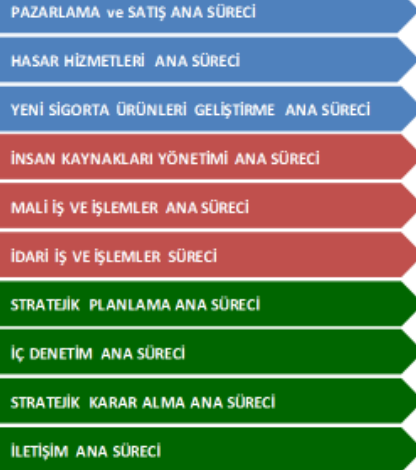 PAZARLAMA ve SATIŞ ANA SÜRECİ
HASAR HİZMETLERİ ANA SÜRECİ
YENİ SİGORTA ÜRÜNLERİ GELİŞTİRME ANA SÜRECİ
İNSAN KAYNAKLARI YÖNETİMİ ANA SÜRECİ
MALİ İŞ VE İŞLEMLER ANA SÜRECİ
İDARİ İŞ VE İŞLEMLER SÜRECİ
STRATEJİK PLANLAMA ANA SÜRECİ
İÇ DENETİM ANA SÜRECİ
STRATEJİK KARAR ALMA ANA SÜRECİ
İLETİŞİM ANA SÜRECİ